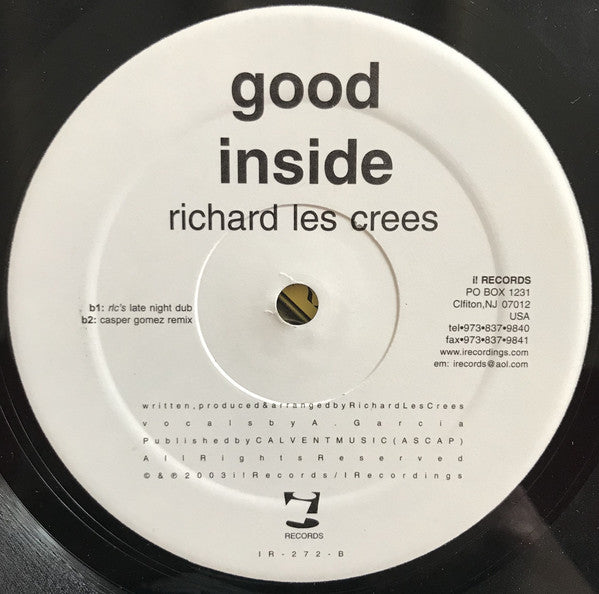 good
inside
richard les crees
b1: rlc's late night dub
b2: casper gomez remix
i! RECORDS
PO BOX 1231
Clfiton,NJ 07012
USA
tel•973•837•9840
fax•973•837•9841
www.irecordings.com
em: irecords@aol.com
written,produced&arrangedbyRichardLesCrees
vocalsbyA.Garcia
PublishedbyCALVENTMUSIC(ASCAP)
AllRightsReserved
©&℗2003i!Records/IRecordings
RECORDS
IR-272-B